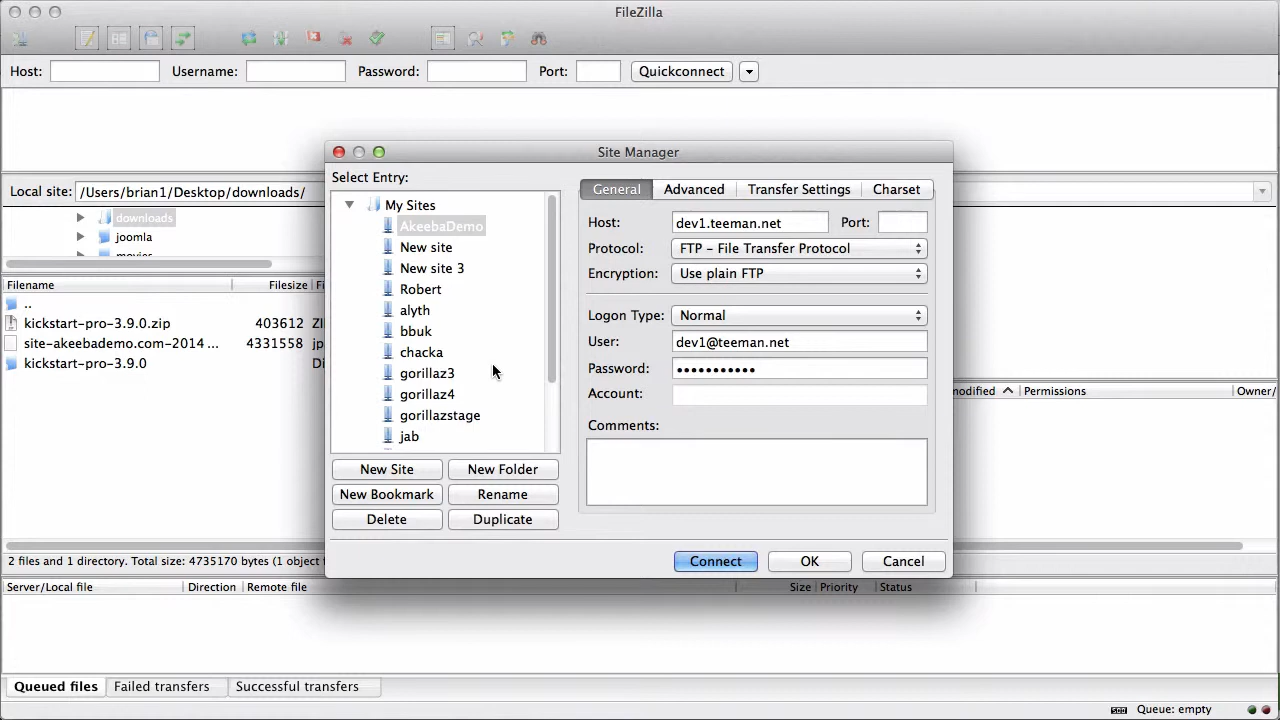 FileZilla
Host: Username: Password: Port: Quickconnect
Site Manager
Local site: /Users/brian1/Desktop/downloads/
downloads
joomla
movies
Filename Filesize
..
kickstart-pro-3.9.0.zip 403612
site-akeebademo.com-2014 ... 4331558 jp
kickstart-pro-3.9.0
2 files and 1 directory. Total size: 4735170 bytes (1 object
Select Entry:
My Sites
AkeebaDemo
New site
New site 3
Robert
alyth
bbuk
chacka
gorillaz3
gorillaz4
gorillazstage
jab
New Site New Folder
New Bookmark Rename
Delete Duplicate
General Advanced Transfer Settings Charset
Host: dev1.teeman.net Port:
Protocol: FTP – File Transfer Protocol
Encryption: Use plain FTP
Logon Type: Normal
User: dev1@teeman.net
Password: •••••••••••
Account:
Comments:
Connect OK Cancel
odified Permissions Owner/
Server/Local file Direction Remote file Size Priority Status
Queued files Failed transfers Successful transfers
Queue: empty